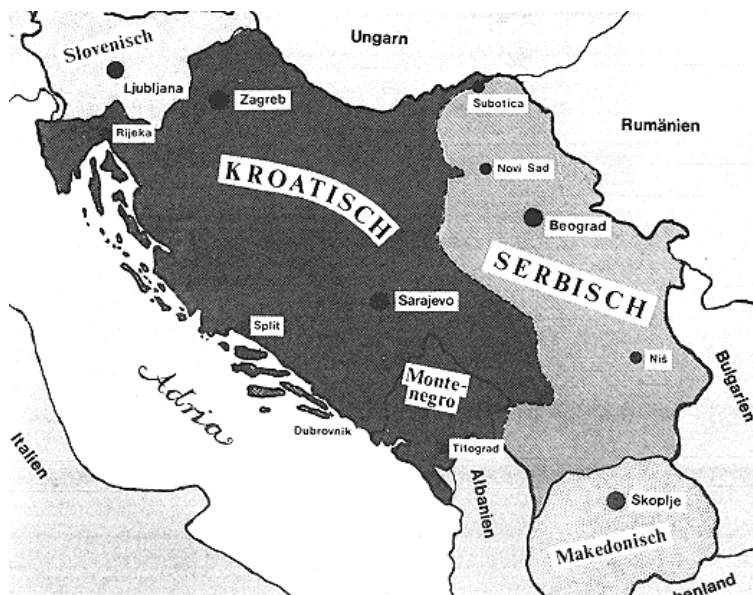 Ungarn
Slovenisch
Ljubljana
Zagreb
Subotica
Rijeka
Rumänien
KROATISCH
Novi Sad
Beograd
SERBISCH
Sarajevo
Split
Niš
Adria
Monte-
negro
Bulgarien
Dubrovnik
Titograd
Italien
Albanien
Skoplje
Makedonisch